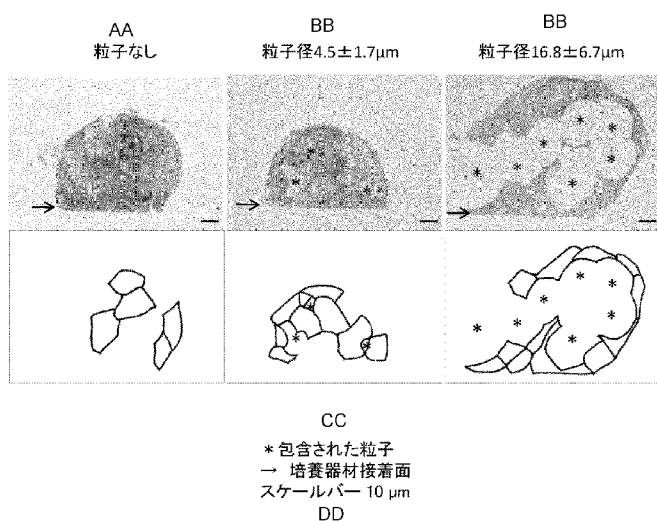 AA
粒子なし
BB
粒子径4.5±1.7μm
BB
粒子径16.8±6.7μm
→
* * *
→
* * * * * * *
→
* * *
* * * * * * *
CC
*包含された粒子
→ 培養器材接着面
スケールバー 10 μm
DD